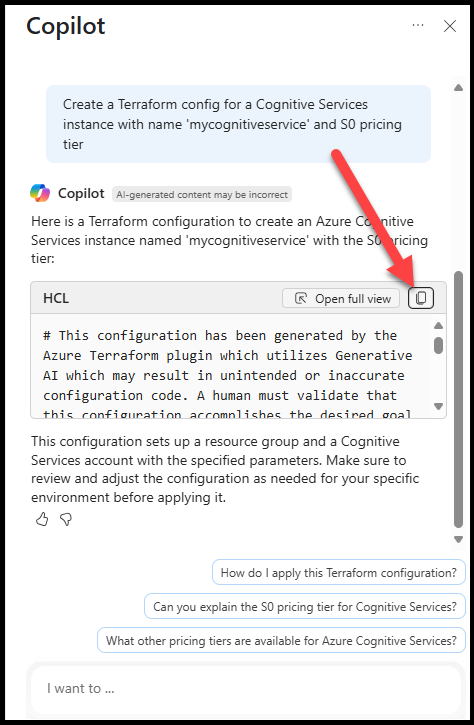 Copilot
Create a Terraform config for a Cognitive Services
instance with name 'mycognitiveservice' and S0 pricing
tier
Copilot AI-generated content may be incorrect
Here is a Terraform configuration to create an Azure Cognitive
Services instance named 'mycognitiveservice' with the S0 pricing
tier:
HCL Open full view
# This configuration has been generated by the
Azure Terraform plugin which utilizes Generative
AI which may result in unintended or inaccurate
configuration code. A human must validate that
this configuration accomplishes the desired goal
This configuration sets up a resource group and a Cognitive
Services account with the specified parameters. Make sure to
review and adjust the configuration as needed for your specific
environment before applying it.
How do I apply this Terraform configuration?
Can you explain the S0 pricing tier for Cognitive Services?
What other pricing tiers are available for Azure Cognitive Services?
I want to ...